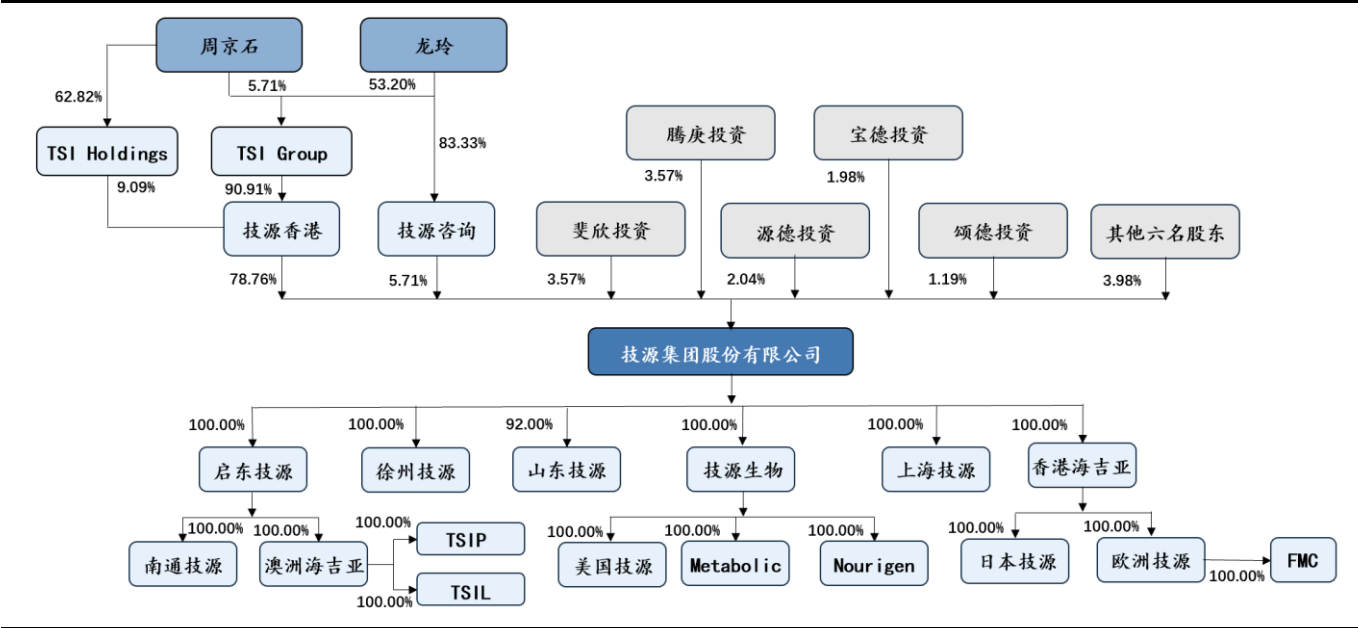 周京石
龙玲
62.82%
5.71%
53.20%
TSI Holdings
TSI Group
83.33%
腾庚投资
宝德投资
9.09%
90.91%
3.57%
1.98%
技源香港
技源咨询
斐欣投资
源德投资
颂德投资
其他六名股东
78.76%
5.71%
3.57%
2.04%
1.19%
3.98%
技源集团股份有限公司
100.00%
100.00%
92.00%
100.00%
100.00%
100.00%
启东技源
徐州技源
山东技源
技源生物
上海技源
香港海吉亚
100.00%
100.00%
100.00%
100.00%
100.00%
100.00%
100.00%
100.00%
TSIP
南通技源
澳洲海吉亚
美国技源
Metabolic
Nourigen
日本技源
欧洲技源
100.00%
FMC
TSIL
100.00%